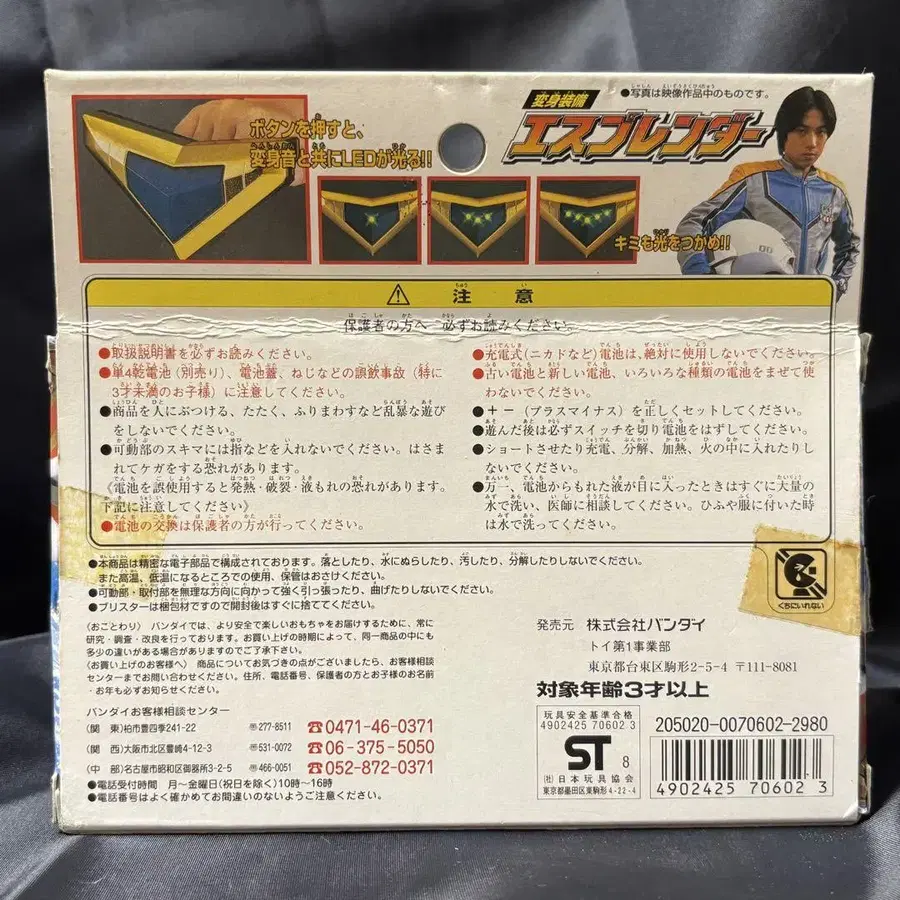 ボタンを押すと、
変身音と共にLEDが光る!!
変身装備
エスプレンダー
●写真は映像作品中のものです。
キミも光をつかめ!!
注意
保護者の方へ 必ずお読みください。
●取扱説明書を必ずお読みください。
●単4乾電池(別売り)、電池蓋、ねじなどの誤飲事故(特に
3才未満のお子様)に注意してください。
●商品を人にぶつける、たたく、ふりまわすなど乱暴な遊び
をしないでください。
●可動部のスキマには指などを入れないでください。はさま
れてケガをする恐れがあります。
《電池を誤使用すると発熱・破裂・液もれの恐れがあります。
下記に注意してください》
●電池の交換は保護者の方が行ってください。
●充電式(ニカドなど)電池は、絶対に使用しないでください。
●古い電池と新しい電池、いろいろな種類の電池をまぜて使
わないでください。
●+-(プラスマイナス)を正しくセットしてください。
●遊んだ後は必ずスイッチを切り電池をはずしてください。
●ショートさせたり充電、分解、加熱、火の中に入れたりし
ないでください。
●万一、電池からもれた液が目に入ったときはすぐに大量の
水で洗い、医師に相談してください。ひふや服に付いた時
は水で洗ってください。
●本商品は精密な電子部品で構成されております。落としたり、水にぬらしたり、汚したり、分解したりしないでください。
また高温、低温になるところでの使用、保管はおさけください。
●可動部・取付部を無理な方向に向かって強く引っ張ったり、曲げたりしないでください。
●ブリスターは梱包材ですので開封後はすぐに捨ててください。
くちにいれない
〈おことわり〉 バンダイでは、より安全で楽しいおもちゃをお届けするために、常に
研究・調査・改良を行っております。お買い上げの時期によって、同一商品の中にも
多少の違いがある場合がありますのでご了承下さい。
〈お買い上げのお客様へ〉 商品についてお気づきの点がございましたら、お客様相談
センターまでお問い合わせください。住所、電話番号、保護者の方とお子様のお名前
・お年も必ずお知らせください。
バンダイお客様相談センター
(関 東)柏市豊四季241-22 〒277-8511 ☎0471-46-0371
(関 西)大阪市北区豊崎4-12-3 〒531-0072 ☎06-375-5050
(中 部)名古屋市昭和区御器所3-2-5 〒466-0051 ☎052-872-0371
●電話受付時間 月~金曜日(祝日を除く)10時~16時
●電話番号はよく確かめてお間違いのないようご注意ください。
発売元 株式会社バンダイ
トイ第1事業部
東京都台東区駒形2-5-4 〒111-8081
対象年齢3才以上
玩具安全基準合格
4902425 70602 3
ST 8
(社)日本玩具協会
東京都墨田区東駒形4-22-4
205020-0070602-2980
4902425 706023